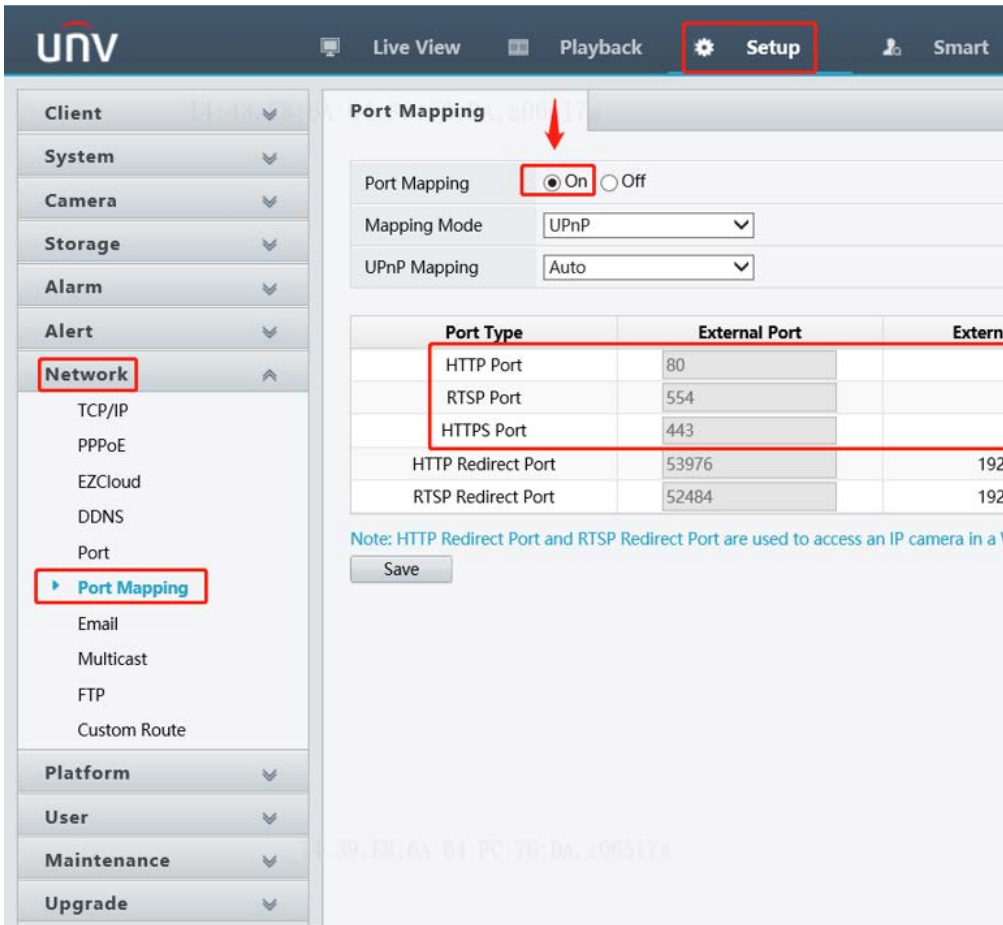 unv
Live View
Playback
Setup
Smart
Client
System
Camera
Storage
Alarm
Alert
Network
TCP/IP
PPPoE
EZCloud
DDNS
Port
Port Mapping
Email
Multicast
FTP
Custom Route
Platform
User
Maintenance
Upgrade
Port Mapping
Port Mapping On Off
Mapping Mode UPnP
UPnP Mapping Auto
Port Type External Port Extern
HTTP Port 80
RTSP Port 554
HTTPS Port 443
HTTP Redirect Port 53976 192
RTSP Redirect Port 52484 192
Note: HTTP Redirect Port and RTSP Redirect Port are used to access an IP camera in a
Save